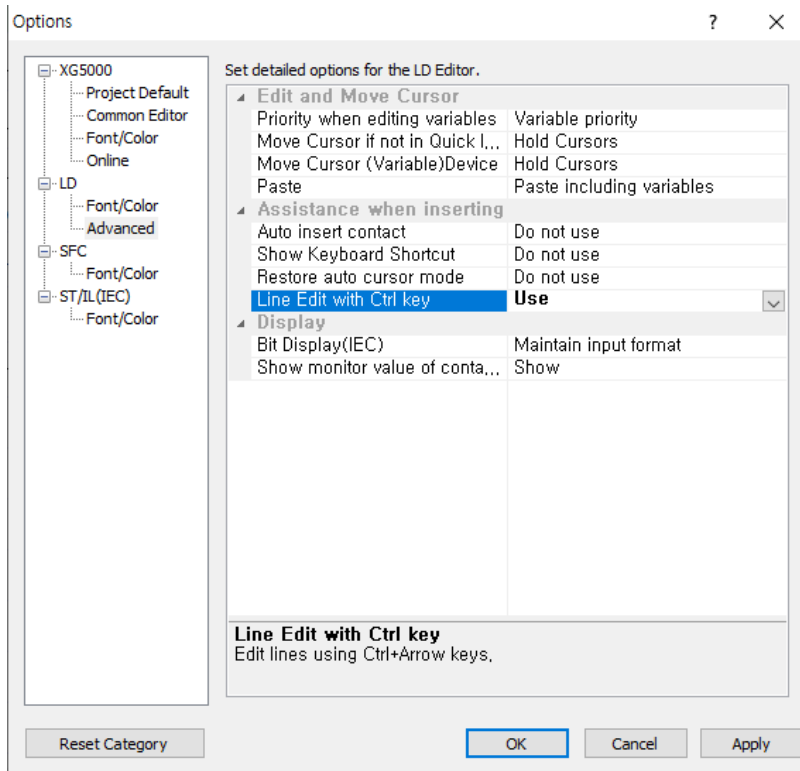 Options
?
XG5000
Project Default
Common Editor
Font/Color
Online
LD
Font/Color
Advanced
SFC
Font/Color
ST/IL(IEC)
Font/Color
Set detailed options for the LD Editor.
Edit and Move Cursor
Priority when editing variables Variable priority
Move Cursor if not in Quick I... Hold Cursors
Move Cursor (Variable)Device Hold Cursors
Paste Paste including variables
Assistance when inserting
Auto insert contact Do not use
Show Keyboard Shortcut Do not use
Restore auto cursor mode Do not use
Line Edit with Ctrl key Use
Display
Bit Display(IEC) Maintain input format
Show monitor value of conta... Show
Line Edit with Ctrl key
Edit lines using Ctrl+Arrow keys.
Reset Category OK Cancel Apply